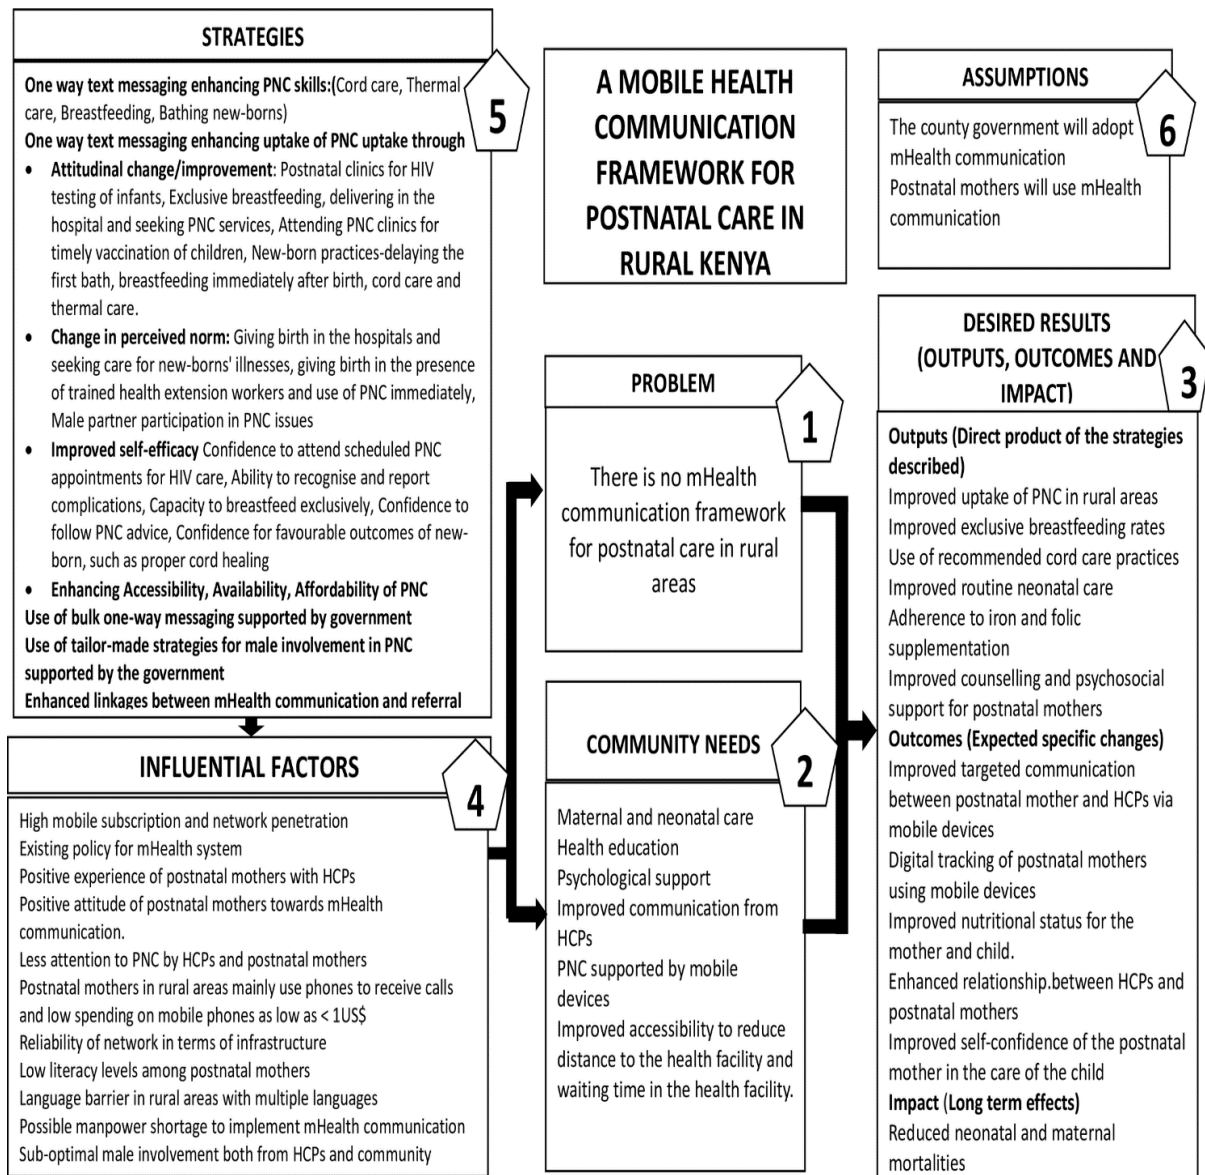 STRATEGIES
5
One way text messaging enhancing PNC skills:(Cord care, Thermal
care, Breastfeeding, Bathing new-borns)
One way text messaging enhancing uptake of PNC uptake through
• Attitudinal change/improvement: Postnatal clinics for HIV
testing of infants, Exclusive breastfeeding, delivering in the
hospital and seeking PNC services, Attending PNC clinics for
timely vaccination of children, New-born practices-delaying the
first bath, breastfeeding immediately after birth, cord care and
thermal care.
• Change in perceived norm: Giving birth in the hospitals and
seeking care for new-borns' illnesses, giving birth in the presence
of trained health extension workers and use of PNC immediately,
Male partner participation in PNC issues
• Improved self-efficacy Confidence to attend scheduled PNC
appointments for HIV care, Ability to recognise and report
complications, Capacity to breastfeed exclusively, Confidence to
follow PNC advice, Confidence for favourable outcomes of new-
born, such as proper cord healing
• Enhancing Accessibility, Availability, Affordability of PNC
Use of bulk one-way messaging supported by government
Use of tailor-made strategies for male involvement in PNC
supported by the government
Enhanced linkages between mHealth communication and referral
INFLUENTIAL FACTORS
4
High mobile subscription and network penetration
Existing policy for mHealth system
Positive experience of postnatal mothers with HCPs
Positive attitude of postnatal mothers towards mHealth
communication.
Less attention to PNC by HCPs and postnatal mothers
Postnatal mothers in rural areas mainly use phones to receive calls
and low spending on mobile phones as low as < 1US$
Reliability of network in terms of infrastructure
Low literacy levels among postnatal mothers
Language barrier in rural areas with multiple languages
Possible manpower shortage to implement mHealth communication
Sub-optimal male involvement both from HCPs and community
A MOBILE HEALTH
COMMUNICATION
FRAMEWORK FOR
POSTNATAL CARE IN
RURAL KENYA
PROBLEM
1
There is no mHealth
communication framework
for postnatal care in rural
areas
COMMUNITY NEEDS
2
Maternal and neonatal care
Health education
Psychological support
Improved communication from
HCPs
PNC supported by mobile
devices
Improved accessibility to reduce
distance to the health facility and
waiting time in the health facility.
ASSUMPTIONS
6
The county government will adopt
mHealth communication
Postnatal mothers will use mHealth
communication
DESIRED RESULTS
(OUTPUTS, OUTCOMES AND
IMPACT)
3
Outputs (Direct product of the strategies
described)
Improved uptake of PNC in rural areas
Improved exclusive breastfeeding rates
Use of recommended cord care practices
Improved routine neonatal care
Adherence to iron and folic
supplementation
Improved counselling and psychosocial
support for postnatal mothers
Outcomes (Expected specific changes)
Improved targeted communication
between postnatal mother and HCPs via
mobile devices
Digital tracking of postnatal mothers
using mobile devices
Improved nutritional status for the
mother and child.
Enhanced relationship.between HCPs and
postnatal mothers
Improved self-confidence of the postnatal
mother in the care of the child
Impact (Long term effects)
Reduced neonatal and maternal
mortalities